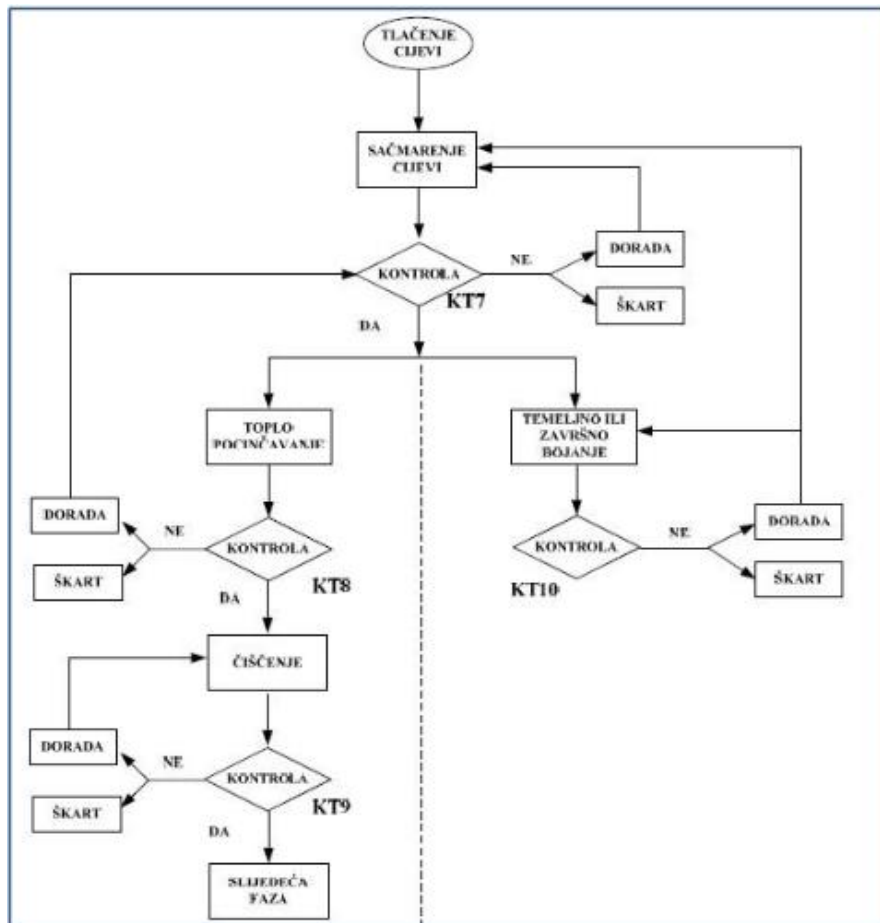 TLAČENJE
CIJEVI
SAČMARENJE
CIJEVI
KONTROLA
NE
DORADA
ŠKART
KT7
DA
TOPLO
POCINČAVANJE
TEMELJNO ILI
ZAVRŠNO
BOJANJE
DORADA
NE
KONTROLA
ŠKART
KT8
DA
KONTROLA
NE
DORADA
ŠKART
KT10
ČIŠČENJE
DORADA
NE
KONTROLA
ŠKART
KT9
DA
SLIJEDEĆA
FAZA